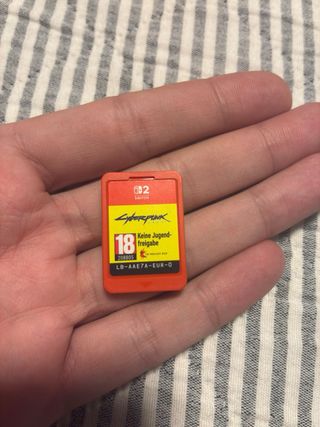 2
CYBERPUNK
18
Keine Jugend-
freigabe
LB-AAE7A-EUR-0